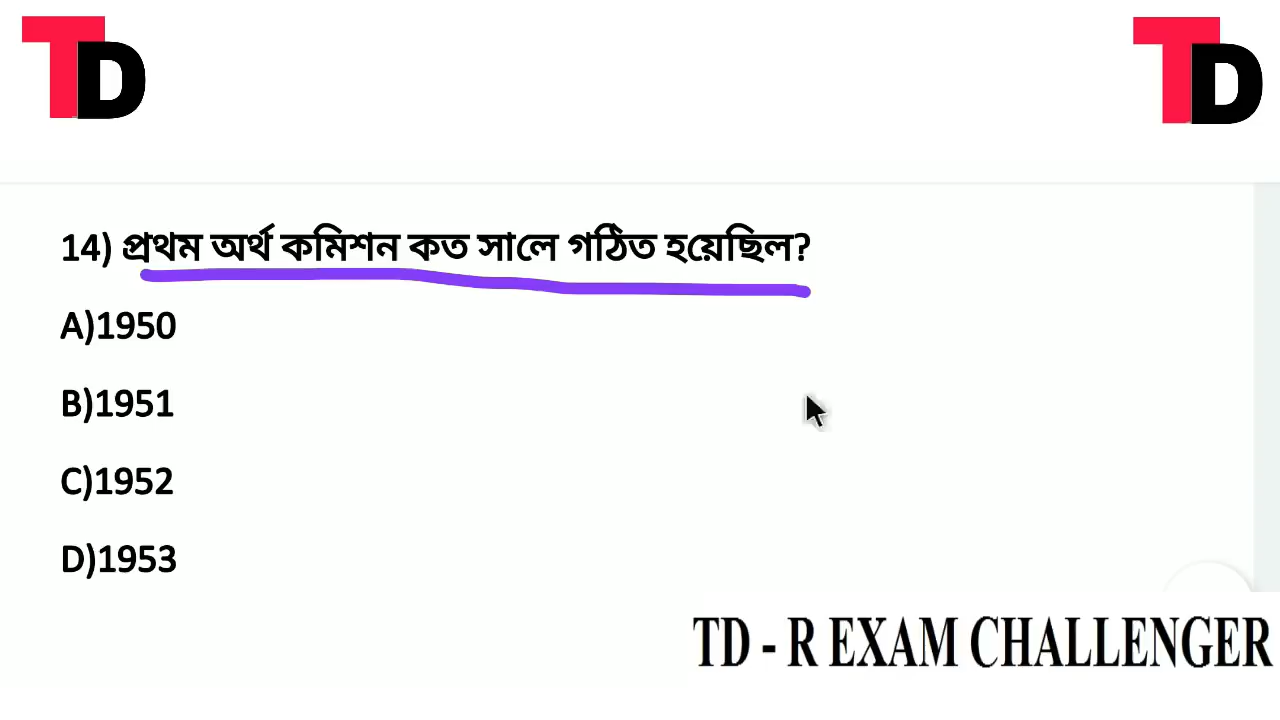 TD TD
14) প্রথম অর্থ কমিশন কত সালে গঠিত হয়েছিল?
A)1950
B)1951
C)1952
D)1953
TD - R EXAM CHALLENGER